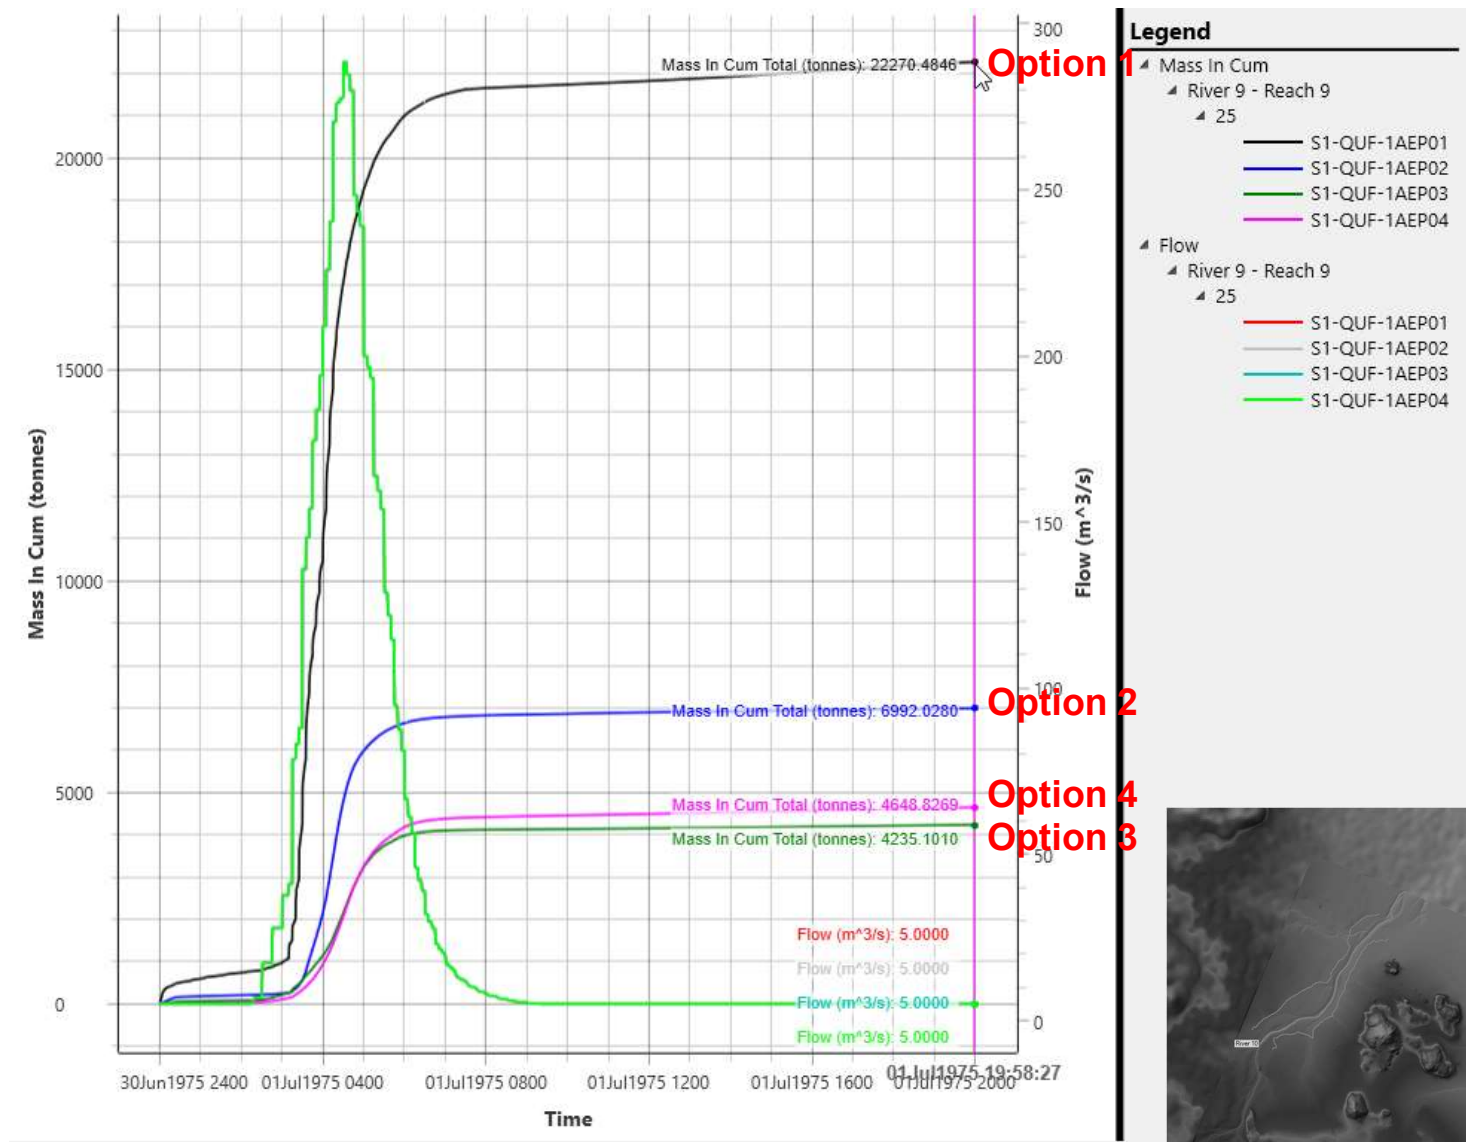 Legend
Mass In Cum
River 9 - Reach 9
25
S1-QUF-1AEP01
S1-QUF-1AEP02
S1-QUF-1AEP03
S1-QUF-1AEP04
Flow
River 9 - Reach 9
25
S1-QUF-1AEP01
S1-QUF-1AEP02
S1-QUF-1AEP03
S1-QUF-1AEP04
Mass In Cum (tonnes)
20000
15000
10000
5000
0
Mass In Cum Total (tonnes): 22270.4846
Option 1
Mass In Cum Total (tonnes): 6992.0280
Option 2
Mass In Cum Total (tonnes): 4648.8269
Option 4
Mass In Cum Total (tonnes): 4235.1010
Option 3
Flow (m^3/s): 5.0000
Flow (m^3/s): 5.0000
Flow (m^3/s): 5.0000
Flow (m^3/s): 5.0000
300
250
200
150
100
50
0
Flow (m^3/s)
30Jun1975 2400
01Jul1975 0400
01Jul1975 0800
01Jul1975 1200
01Jul1975 1600
01Jul1975 2000
01Jul1975 19:58:27
Time
River 10